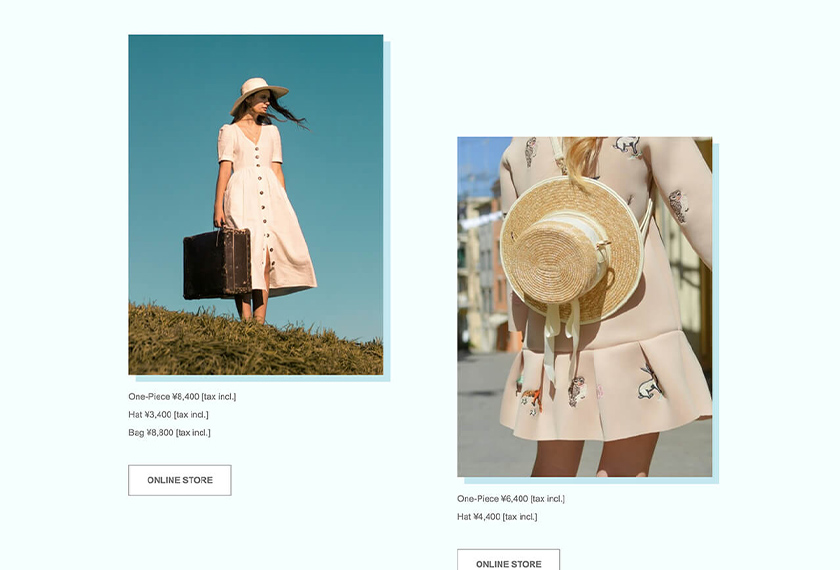 One-Piece ¥8,400 [tax incl.]
Hat ¥3,400 [tax incl.]
Bag ¥8,800 [tax incl.]
ONLINE STORE
One-Piece ¥6,400 [tax incl.]
Hat ¥4,400 [tax incl.]
ONLINE STORE